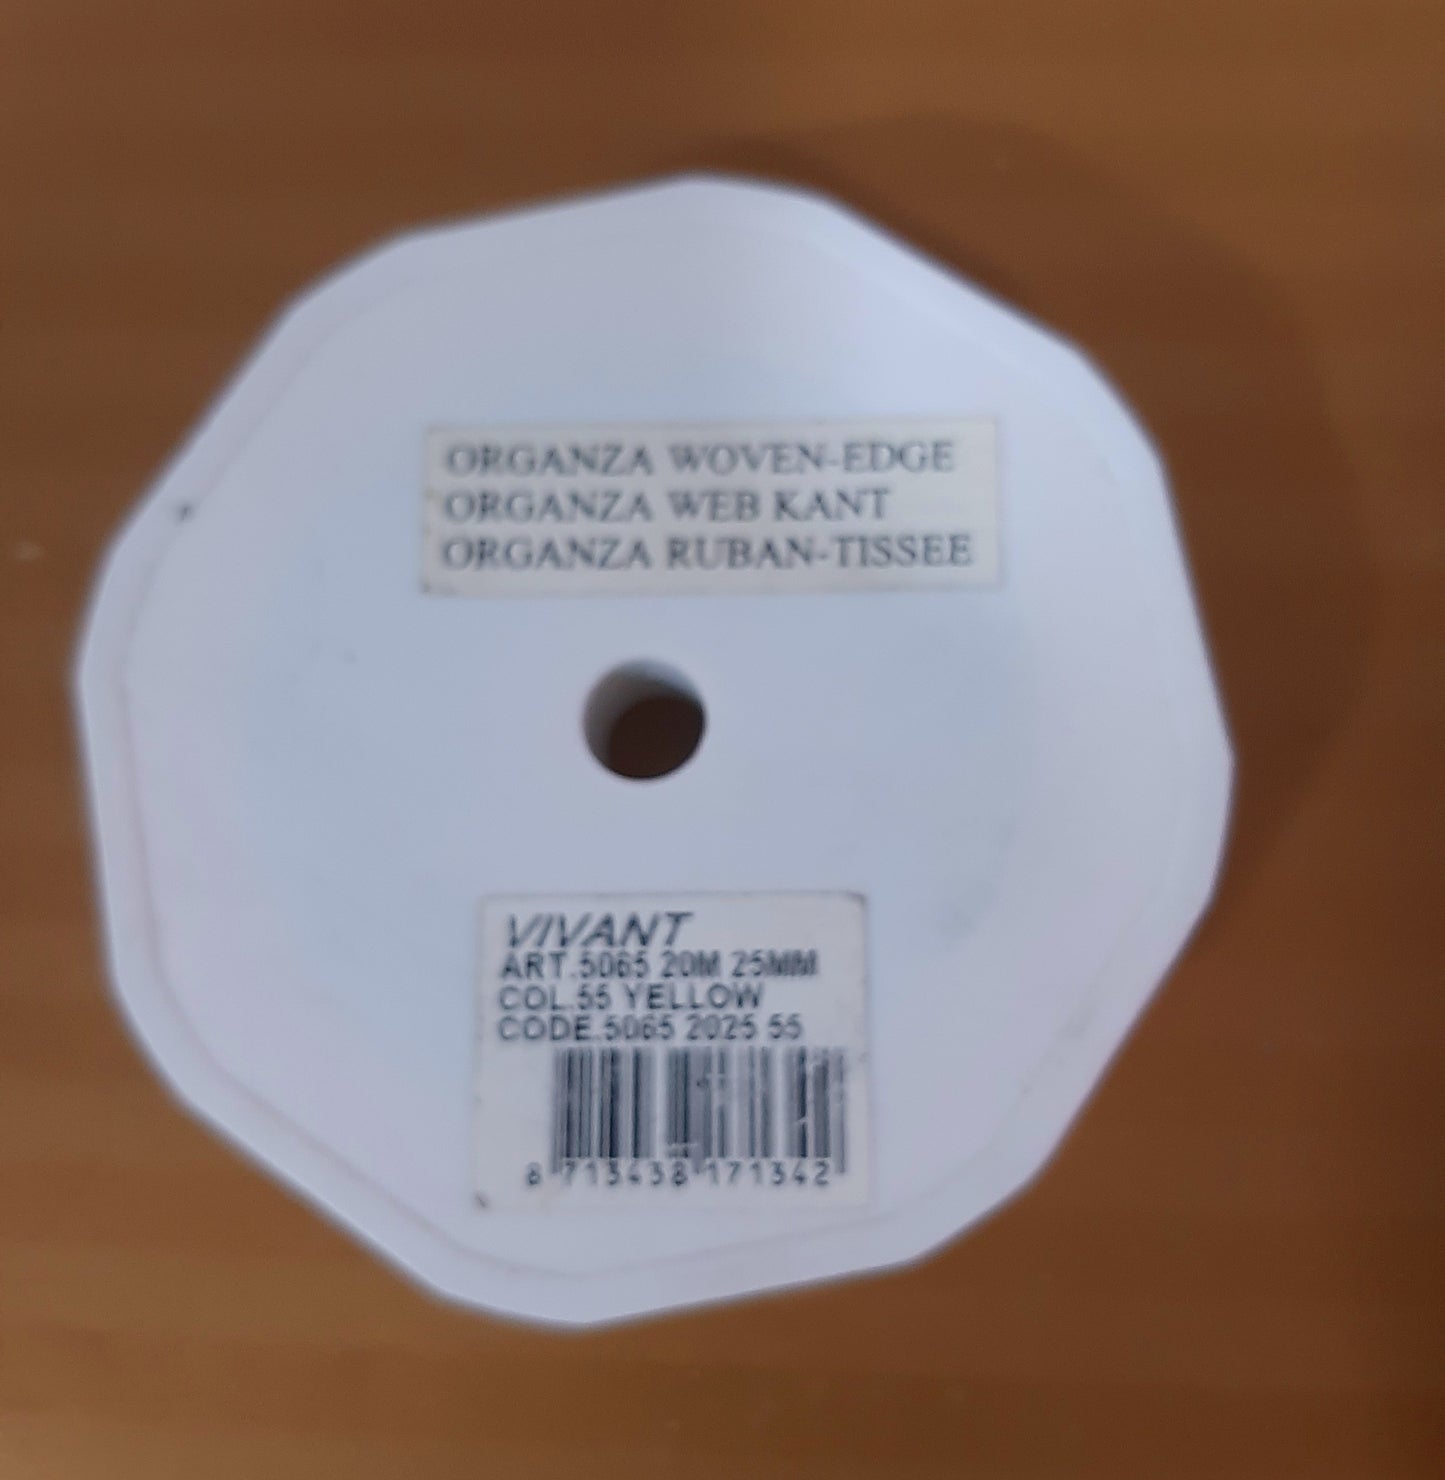 ORGANZA WOVEN-EDGE
ORGANZA WEB KANT
ORGANZA RUBAN-TISSEE
VIVANT
ART.5065 20M 25MM
COL.55 YELLOW
CODE.5065 2025 55
8 713438 171342